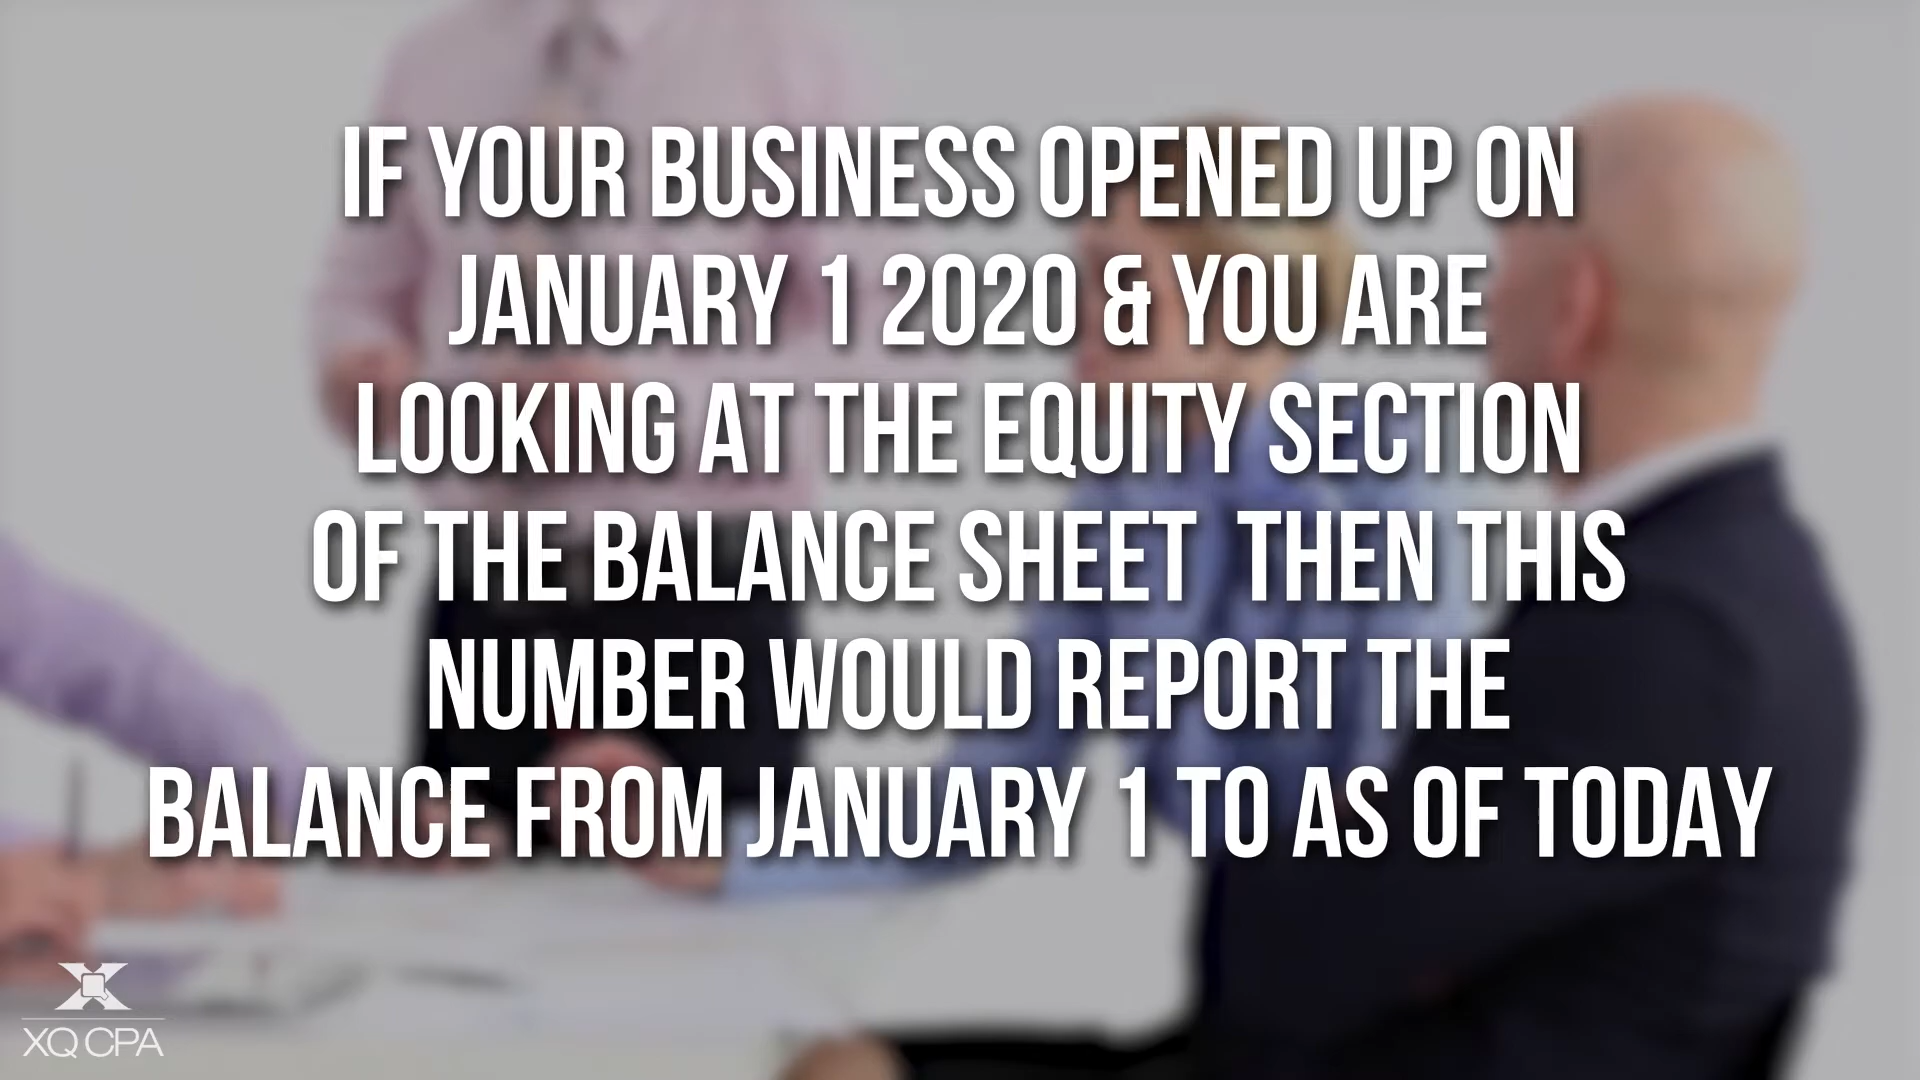 IF YOUR BUSINESS OPENED UP ON
JANUARY 1 2020 & YOU ARE
LOOKING AT THE EQUITY SECTION
OF THE BALANCE SHEET THEN THIS
NUMBER WOULD REPORT THE
BALANCE FROM JANUARY 1 TO AS OF TODAY
XQ CPA